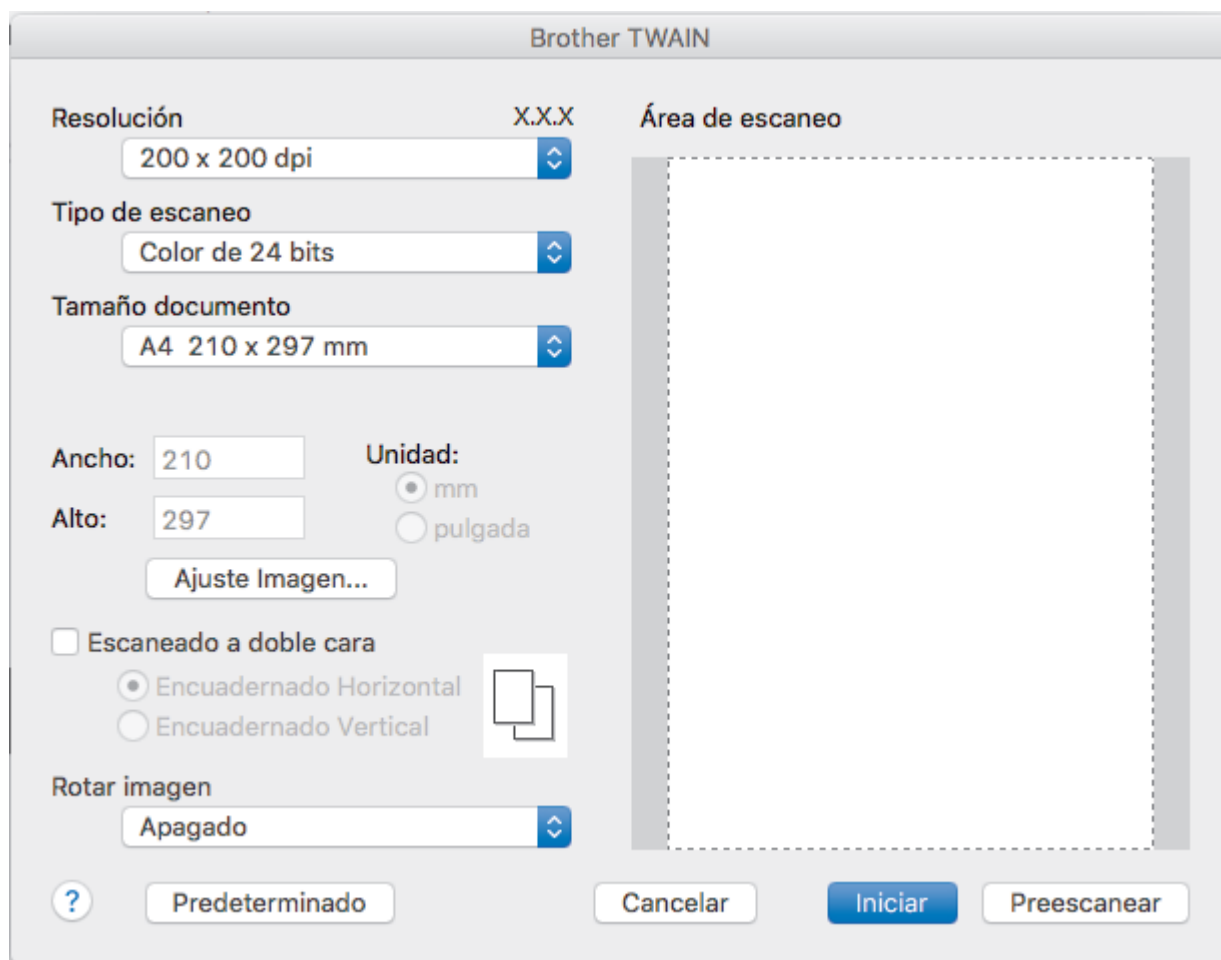 Brother TWAIN
Resolución X.X.X
200 x 200 dpi
Tipo de escaneo
Color de 24 bits
Tamaño documento
A4 210 x 297 mm
Ancho: 210
Alto: 297
Unidad:
mm
pulgada
Ajuste Imagen...
Escaneado a doble cara
Encuadernado Horizontal
Encuadernado Vertical
Rotar imagen
Apagado
Área de escaneo
? Predeterminado Cancelar Iniciar Preescanear